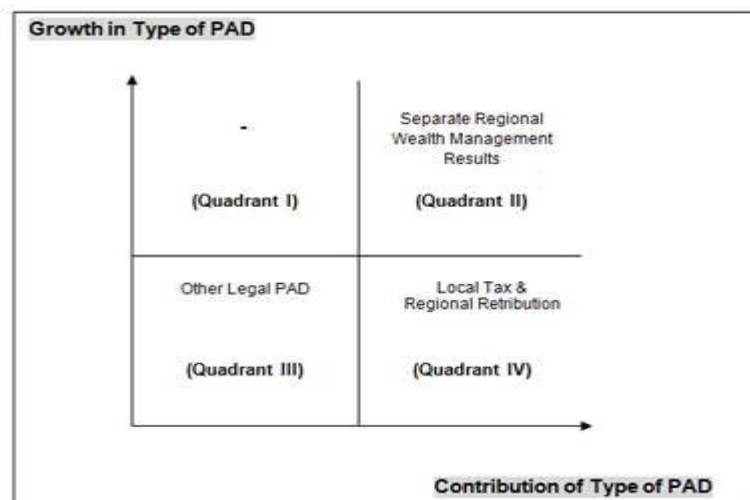 Growth in Type of PAD
-
(Quadrant I)
Separate Regional
Wealth Management
Results
(Quadrant II)
Other Legal PAD
(Quadrant III)
Local Tax &
Regional Retribution
(Quadrant IV)
Contribution of Type of PAD